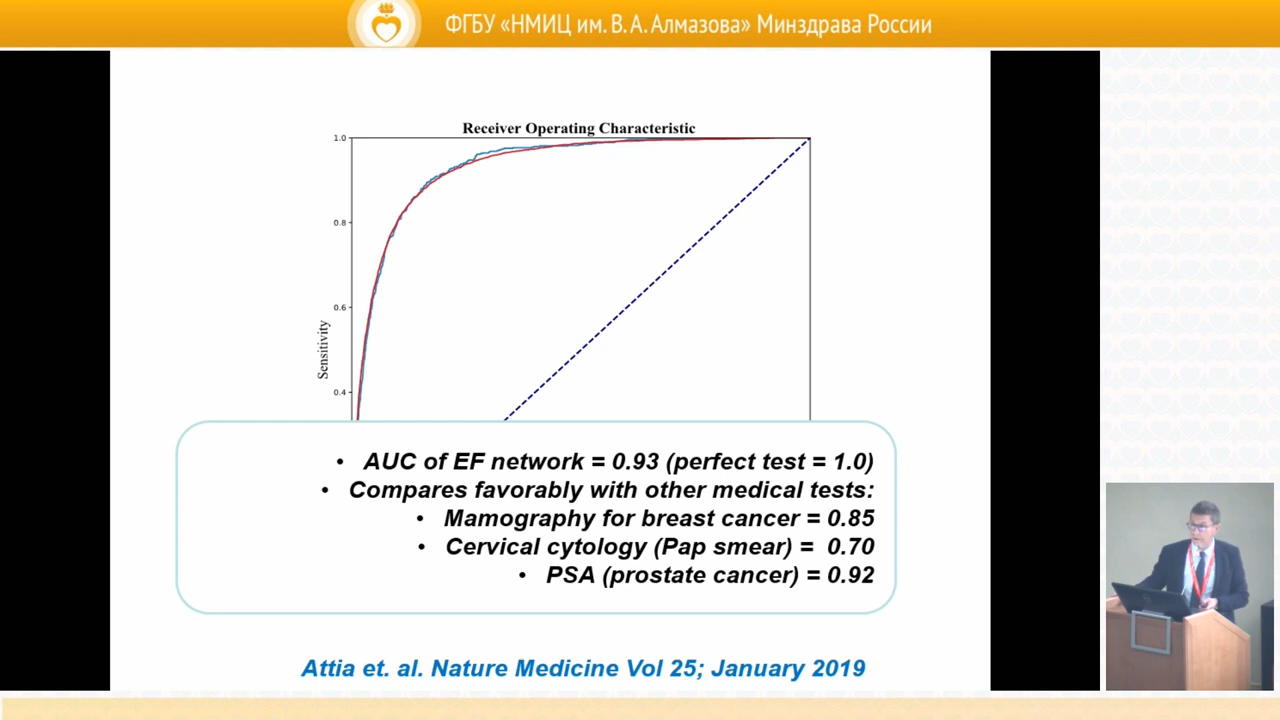 ФГБУ «НМИЦ им. В. А. Алмазова» Минздрава России
Receiver Operating Characteristic
1.0
0.8
0.6
0.4
Sensitivity
• AUC of EF network = 0.93 (perfect test = 1.0)
• Compares favorably with other medical tests:
• Mamography for breast cancer = 0.85
• Cervical cytology (Pap smear) = 0.70
• PSA (prostate cancer) = 0.92
Attia et. al. Nature Medicine Vol 25; January 2019